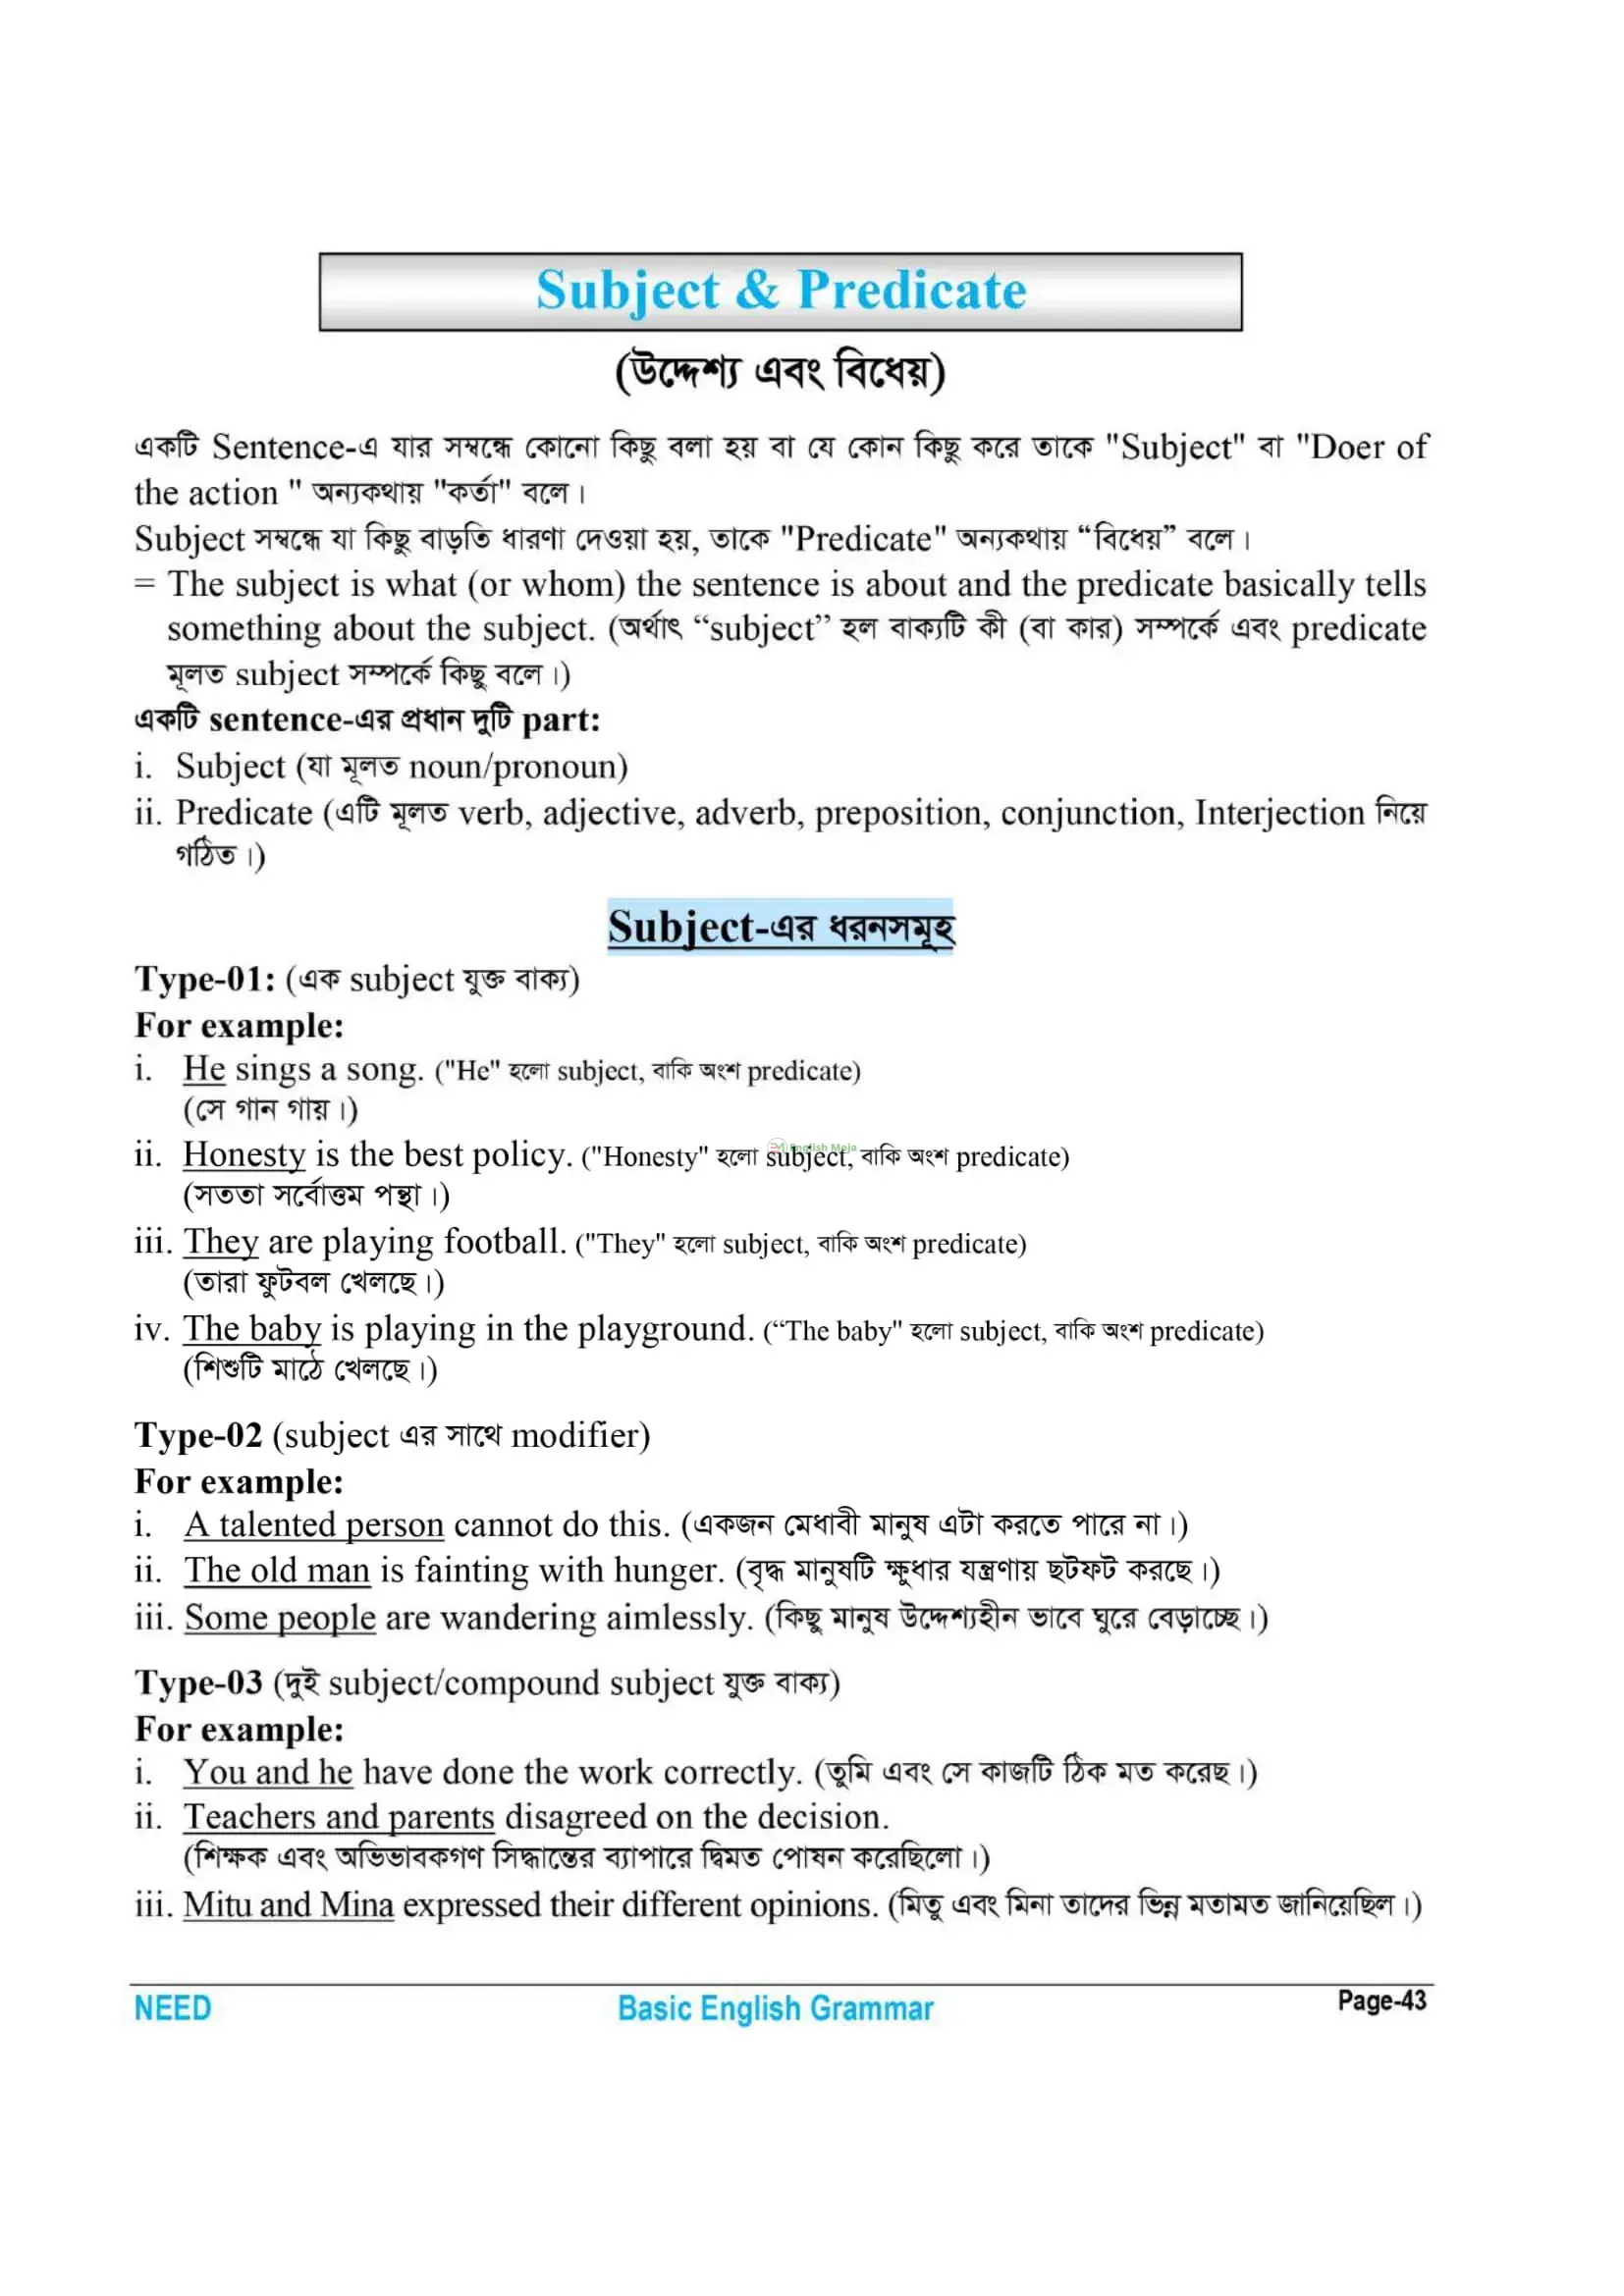 Subject & Predicate
(উদ্দেশ্য এবং বিধেয়)
একটি Sentence-এ যার সম্বন্ধে কোনো কিছু বলা হয় বা যে কোন কিছু করে তাকে "Subject" বা "Doer of
the action " অন্যকথায় "কর্তা" বলে।
Subject সম্বন্ধে যা কিছু বাড়তি ধারণা দেওয়া হয়, তাকে "Predicate" অন্যকথায় “বিধেয়” বলে।
= The subject is what (or whom) the sentence is about and the predicate basically tells
something about the subject. (অর্থাৎ “subject” হল বাক্যটি কী (বা কার) সম্পর্কে এবং predicate
মূলত subject সম্পর্কে কিছু বলে।)
একটি sentence-এর প্রধান দুটি part:
i. Subject (যা মূলত noun/pronoun)
ii. Predicate (এটি মূলত verb, adjective, adverb, preposition, conjunction, Interjection নিয়ে
গঠিত।)
Subject-এর ধরনসমূহ
Type-01: (এক subject যুক্ত বাক্য)
For example:
i. He sings a song. ("He" হলো subject, বাকি অংশ predicate)
(সে গান গায়।)
English Moja
ii. Honesty is the best policy. ("Honesty" হলো subject, বাকি অংশ predicate)
(সততা সর্বোত্তম পন্থা।)
iii. They are playing football. ("They" হলো subject, বাকি অংশ predicate)
(তারা ফুটবল খেলছে।)
iv. The baby is playing in the playground. (“The baby" হলো subject, বাকি অংশ predicate)
(শিশুটি মাঠে খেলছে।)
Type-02 (subject এর সাথে modifier)
For example:
i. A talented person cannot do this. (একজন মেধাবী মানুষ এটা করতে পারে না।)
ii. The old man is fainting with hunger. (বৃদ্ধ মানুষটি ক্ষুধার যন্ত্রণায় ছটফট করছে।)
iii. Some people are wandering aimlessly. (কিছু মানুষ উদ্দেশ্যহীন ভাবে ঘুরে বেড়াচ্ছে।)
Type-03 (দুই subject/compound subject যুক্ত বাক্য)
For example:
i. You and he have done the work correctly. (তুমি এবং সে কাজটি ঠিক মত করেছ।)
ii. Teachers and parents disagreed on the decision.
(শিক্ষক এবং অভিভাবকগণ সিদ্ধান্তের ব্যাপারে দ্বিমত পোষন করেছিলো।)
iii. Mitu and Mina expressed their different opinions. (মিতু এবং মিনা তাদের ভিন্ন মতামত জানিয়েছিল।)
NEED Basic English Grammar Page-43